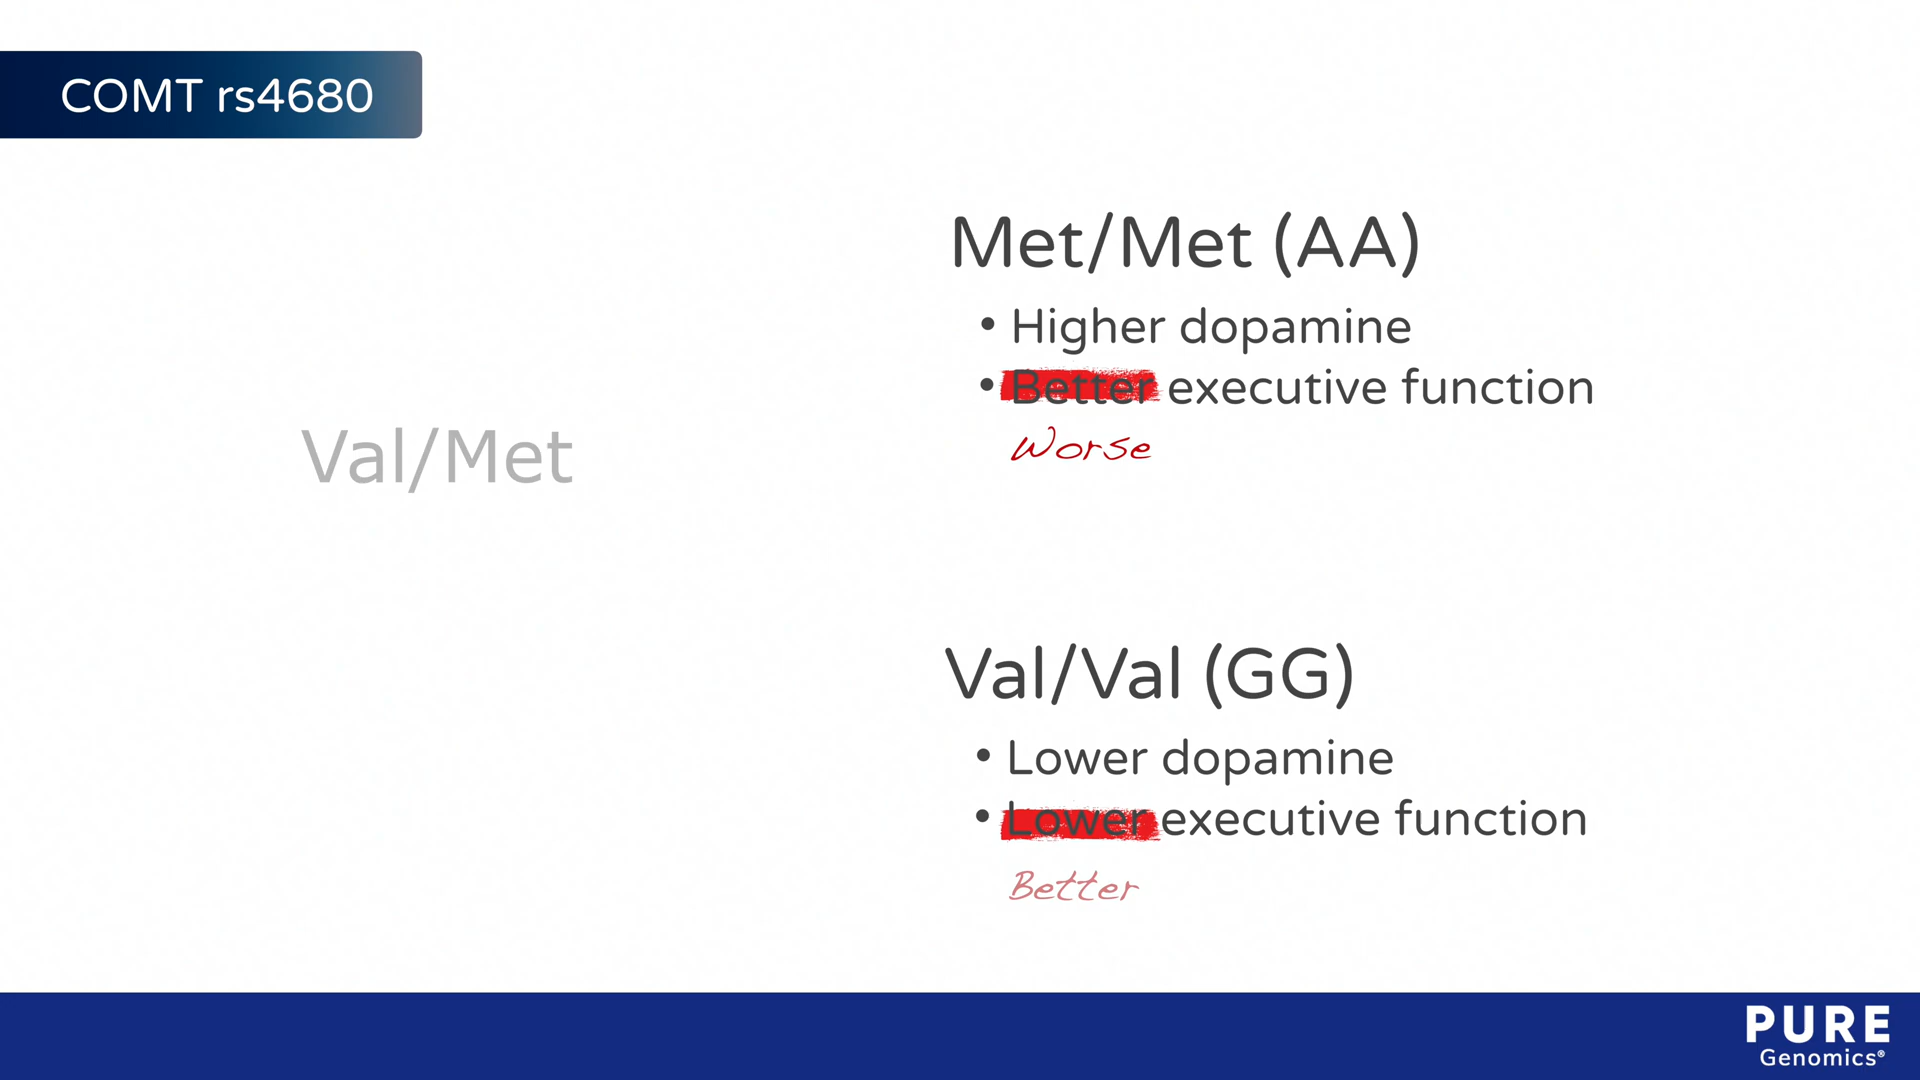 COMT rs4680
Val/Met
Met/Met (AA)
• Higher dopamine
• Better executive function
Worse
Val/Val (GG)
• Lower dopamine
• Lower executive function
Better
PURE
Genomics®